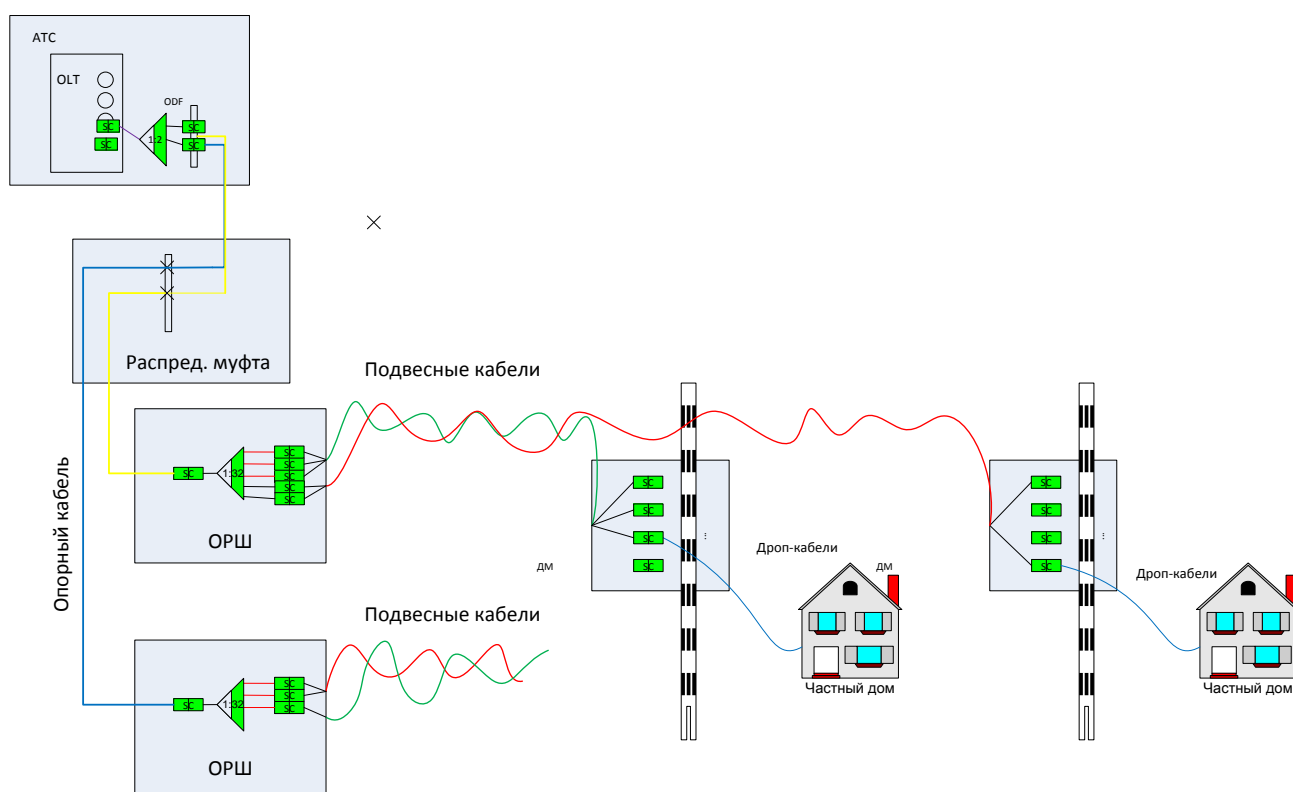 АТС
OLT
ODF
SC
SC
1:2
SC
SC
Распред. муфта
Подвесные кабели
Опорный кабель
SC
1:32
SC
SC
SC
SC
SC
ОРШ
SC
SC
SC
SC
...
дм
Дроп-кабели
Частный дом
SC
SC
SC
SC
...
дм
Дроп-кабели
Частный дом
Подвесные кабели
SC
1:32
SC
SC
SC
ОРШ